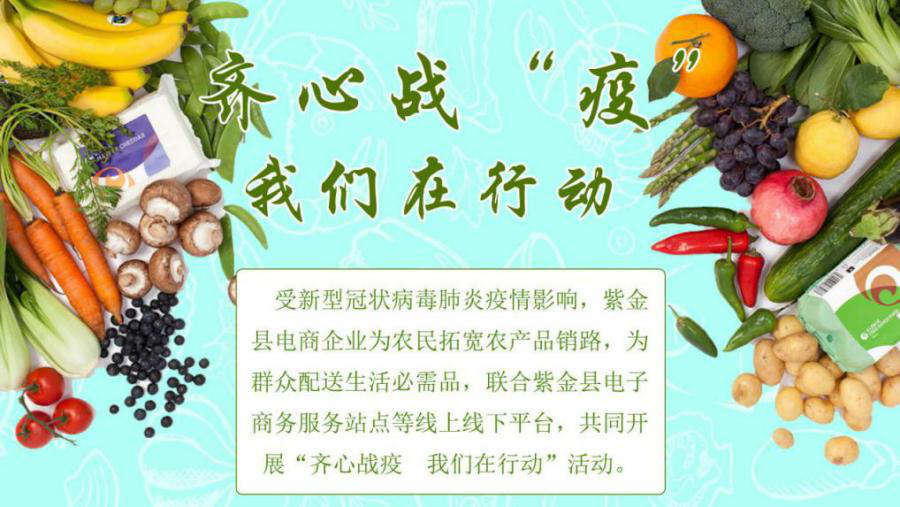 齐心战“疫”
我们在行动
受新型冠状病毒肺炎疫情影响，紫金
县电商企业为农民拓宽农产品销路，为
群众配送生活必需品，联合紫金县电子
商务服务站点等线上线下平台，共同开
展“齐心战疫　我们在行动”活动。